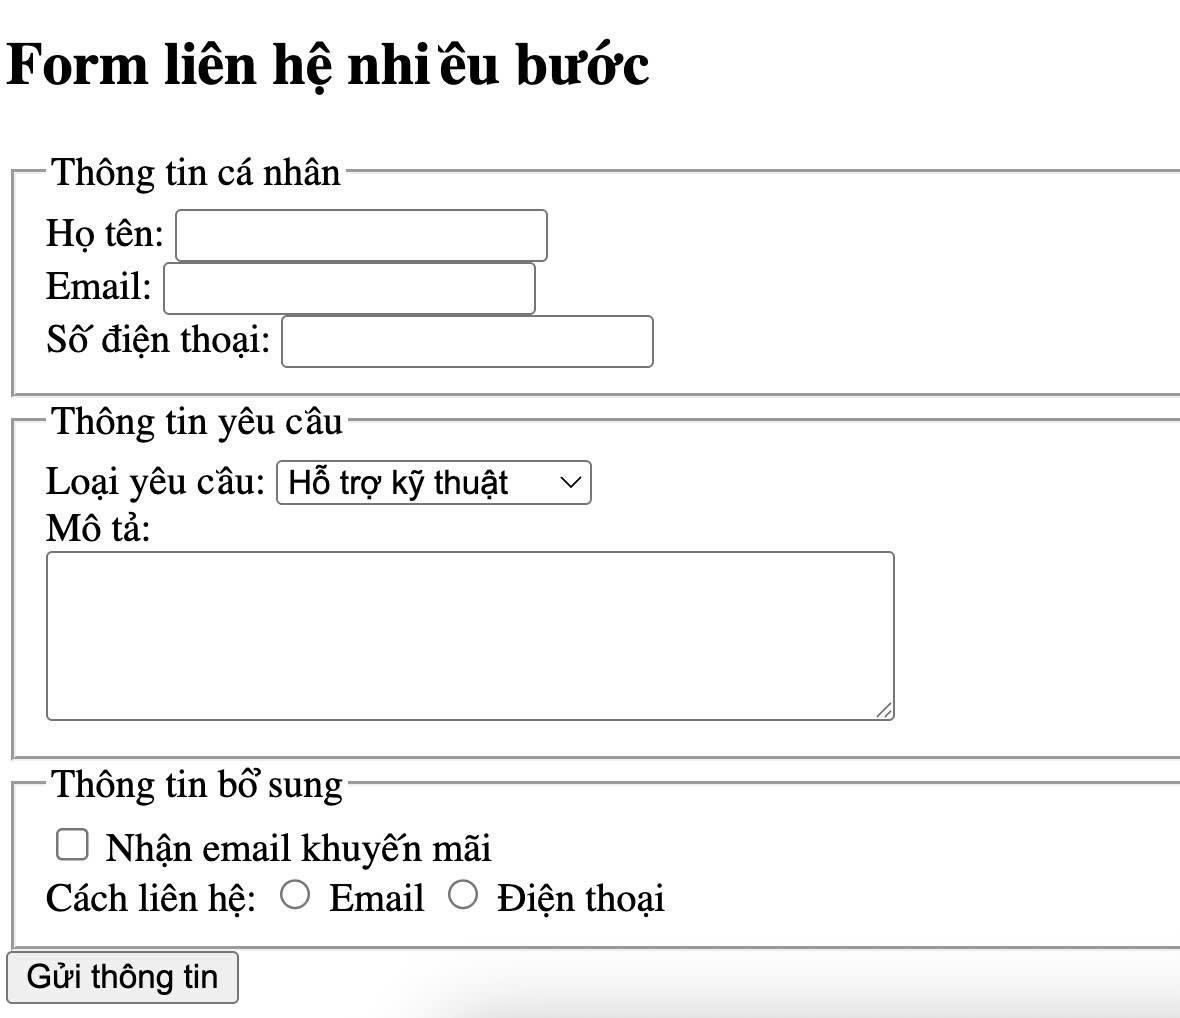 Form liên hệ nhiều bước
Thông tin cá nhân
Họ tên:
Email:
Số điện thoại:
Thông tin yêu cầu
Loại yêu cầu: Hỗ trợ kỹ thuật
Mô tả:
Thông tin bổ sung
Nhận email khuyến mãi
Cách liên hệ: Email Điện thoại
Gửi thông tin